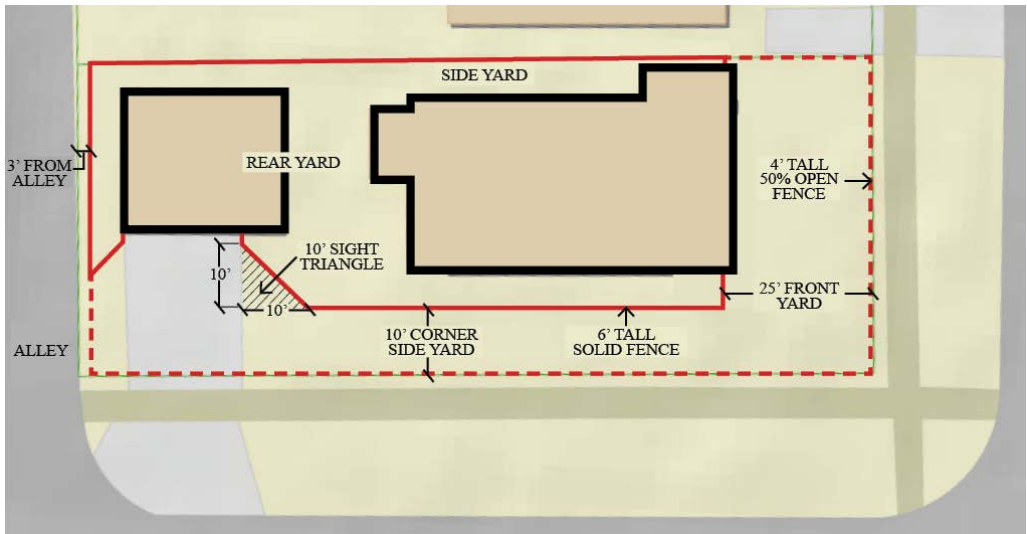 SIDE YARD
3' FROM
ALLEY
REAR YARD
4' TALL
50% OPEN
FENCE
10' SIGHT
TRIANGLE
10'
10'
25' FRONT
YARD
10' CORNER
SIDE YARD
6' TALL
SOLID FENCE
ALLEY